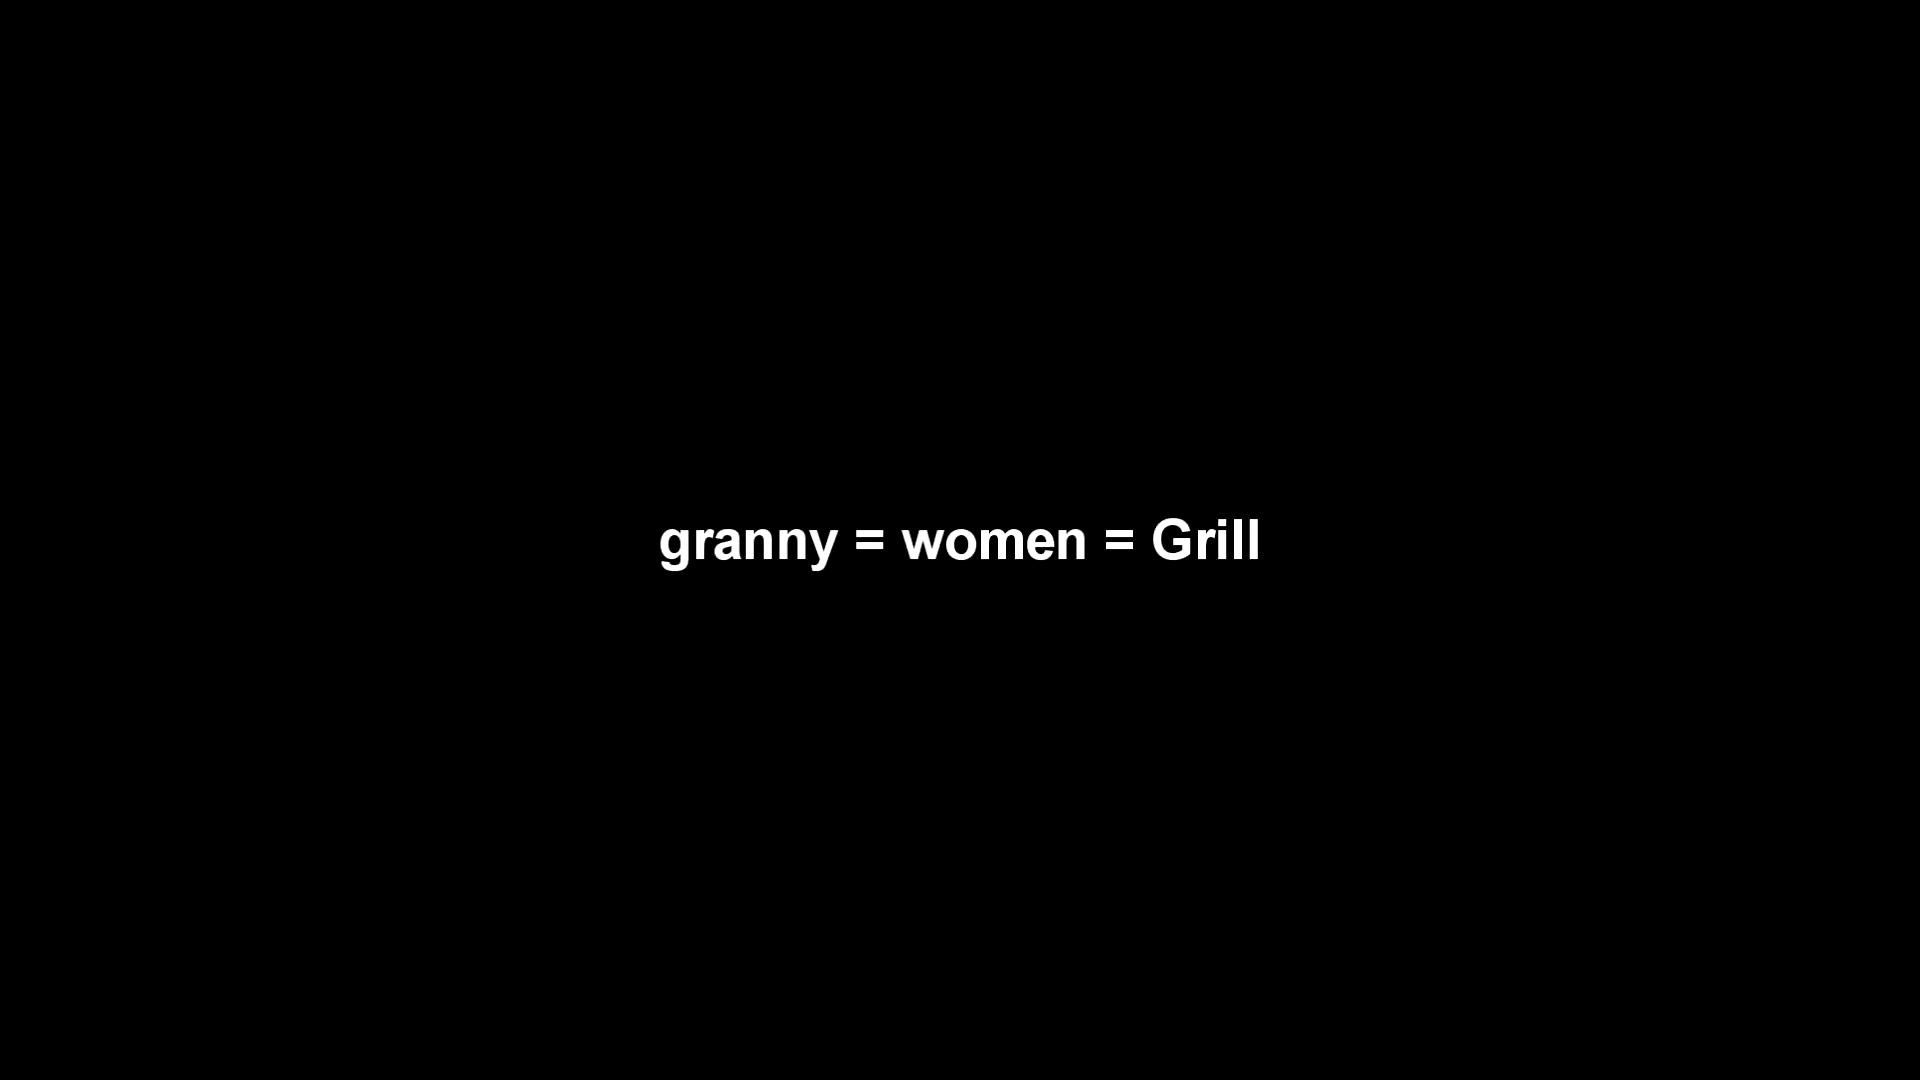 granny = women = Grill